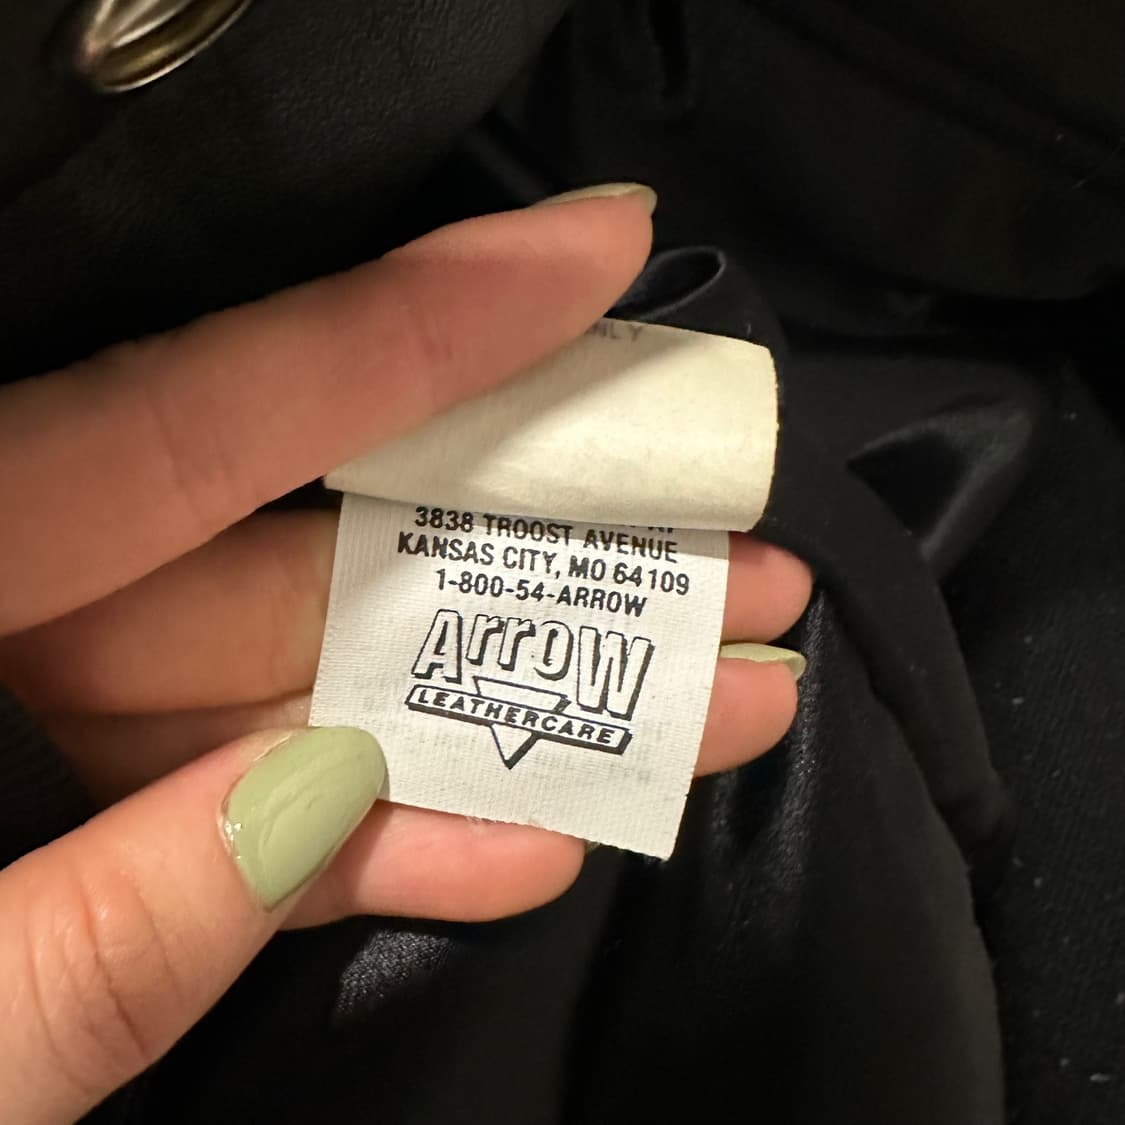 3838 TROOST AVENUE
KANSAS CITY, MO 64109
1-800-54-ARROW
ArroW
LEATHERCARE